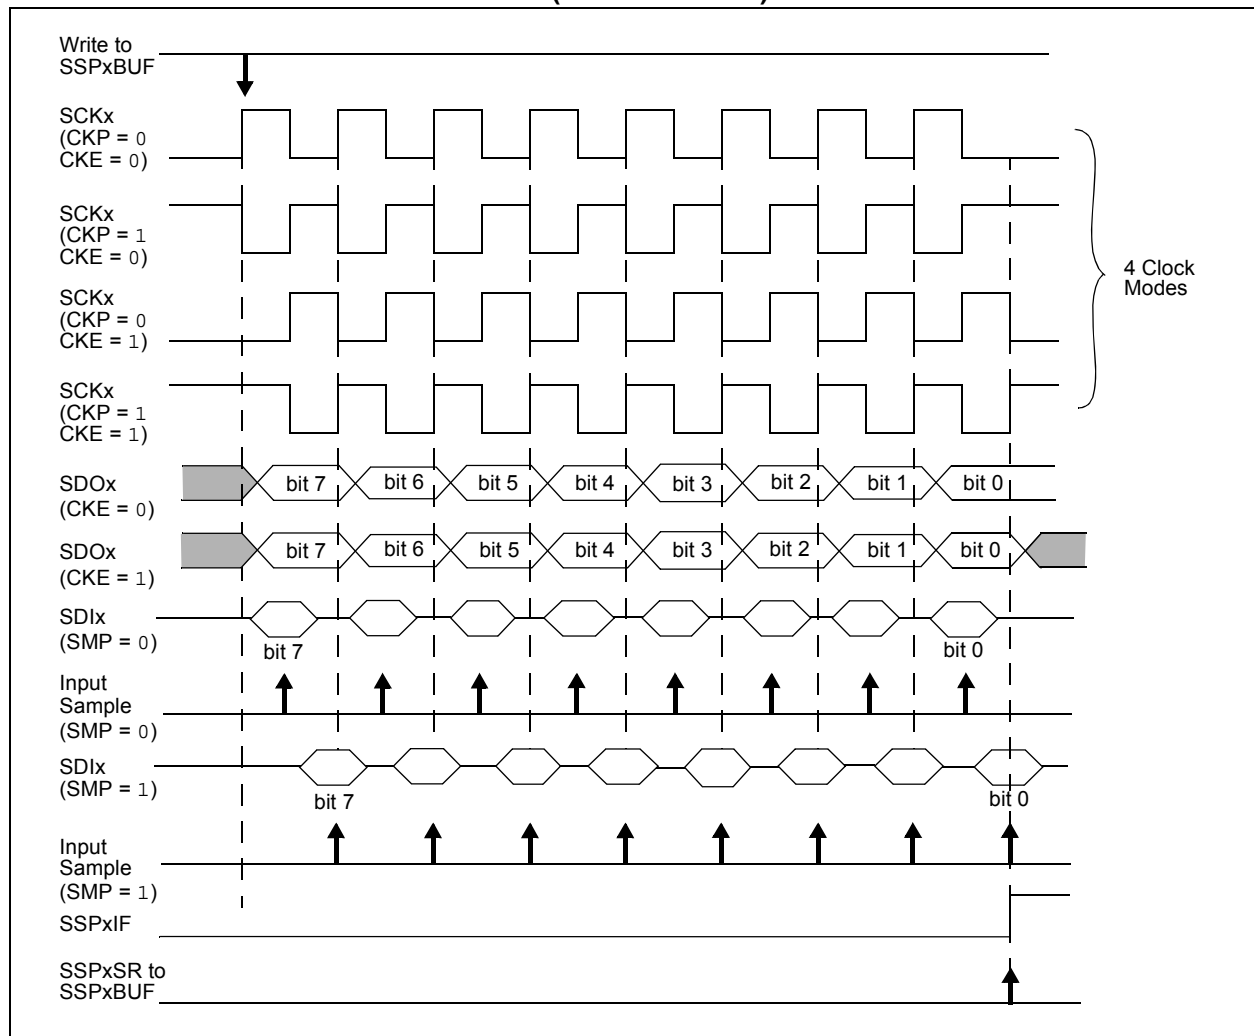 Write to
SSPxBUF
SCKx
(CKP = 0
CKE = 0)
SCKx
(CKP = 1
CKE = 0)
4 Clock
Modes
SCKx
(CKP = 0
CKE = 1)
SCKx
(CKP = 1
CKE = 1)
SDOx
(CKE = 0)
bit 7 bit 6 bit 5 bit 4 bit 3 bit 2 bit 1 bit 0
SDOx
(CKE = 1)
bit 7 bit 6 bit 5 bit 4 bit 3 bit 2 bit 1 bit 0
SDIx
(SMP = 0)
bit 7 bit 0
Input
Sample
(SMP = 0)
SDIx
(SMP = 1)
bit 7 bit 0
Input
Sample
(SMP = 1)
SSPxIF
SSPxSR to
SSPxBUF